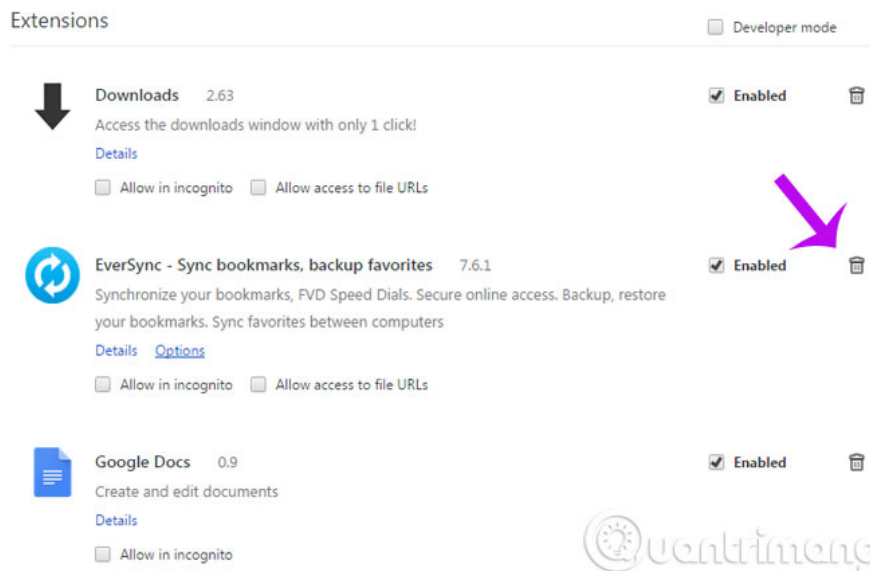 Extensions
Developer mode
Downloads 2.63 Enabled
Access the downloads window with only 1 click!
Details
Allow in incognito Allow access to file URLs
EverSync - Sync bookmarks, backup favorites 7.6.1 Enabled
Synchronize your bookmarks, FVD Speed Dials. Secure online access. Backup, restore
your bookmarks. Sync favorites between computers
Details Options
Allow in incognito Allow access to file URLs
Google Docs 0.9 Enabled
Create and edit documents
Details
Allow in incognito
Quantrimang